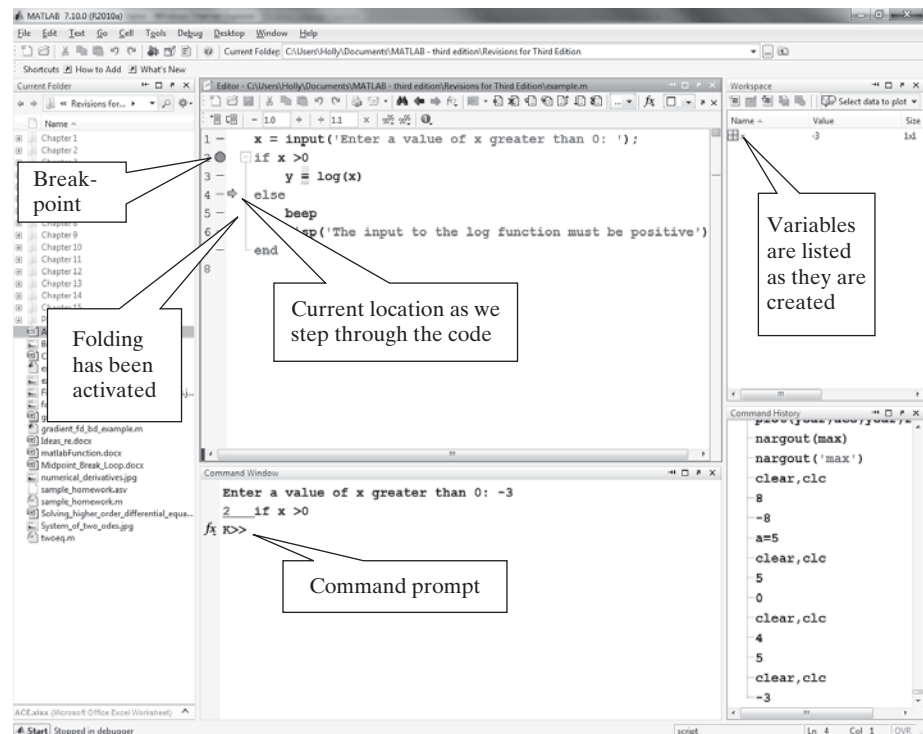 MATLAB 7.10.0 (R2010a)
File Edit Text Go Cell Tools Debug Desktop Window Help
Current Folder: C:\Users\Holly\Documents\MATLAB - third edition\Revisions for Third Edition
Shortcuts How to Add What's New
Current Folder
« Revisions for...
Name
Chapter 1
Chapter 2
Chapter 9
Chapter 10
Chapter 11
Chapter 12
Chapter 13
Chapter 14
gradient_fd_bd_example.m
Ideas_re.docx
matlabFunction.docx
Midpoint_Break_Loop.docx
numerical_derivatives.jpg
sample_homework.asv
sample_homework.m
Solving_higher_order_differential_equa...
System_of_two_odes.jpg
twoeq.m
ACE.xlsx (Microsoft Office Excel Worksheet)
Break-
point
Folding
has been
activated
Editor - C:\Users\Holly\Documents\MATLAB - third edition\Revisions for Third Edition\example.m
- 1.0 + ÷ 1.1 ×
1 – x = input('Enter a value of x greater than 0: ');
if x >0
3 – y = log(x)
4 – else
5 – beep
6 disp('The input to the log function must be positive')
– end
8
Current location as we
step through the code
Command Window
Enter a value of x greater than 0: -3
2 if x >0
fx K>>
Command prompt
Workspace
Select data to plot
Name Value Size
-3 1x1
Variables
are listed
as they are
created
Command History
nargout(max)
nargout('max')
clear,clc
8
-8
a=5
clear,clc
5
0
clear,clc
4
5
clear,clc
-3
Start Stopped in debugger
script Ln 4 Col 1 OVR